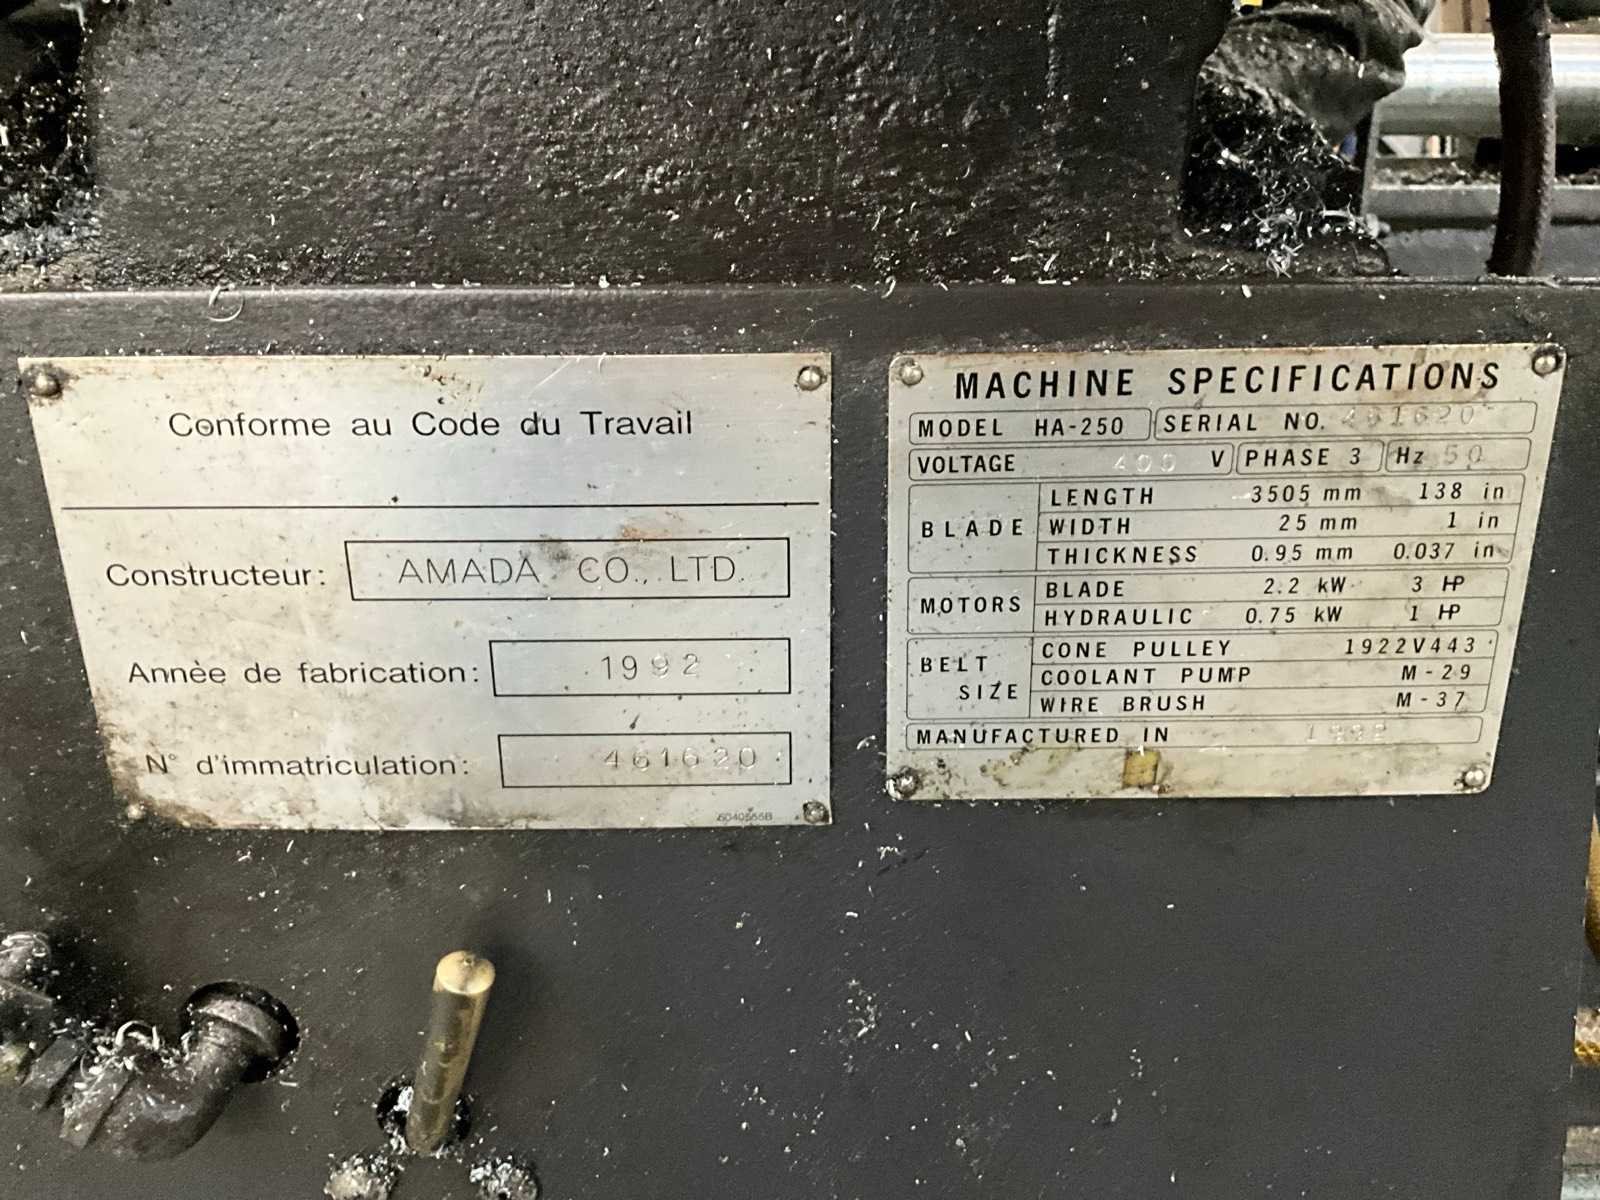 Conforme au Code du Travail
Constructeur: AMADA CO., LTD.
Année de fabrication: 1992
N° d'immatriculation: 461620
6040555B
MACHINE SPECIFICATIONS
MODEL HA-250 SERIAL NO. 461620
VOLTAGE 400 V PHASE 3 Hz 50
BLADE
LENGTH 3505 mm 138 in
WIDTH 25 mm 1 in
THICKNESS 0.95 mm 0.037 in
MOTORS
BLADE 2.2 kW 3 HP
HYDRAULIC 0.75 kW 1 HP
BELT SIZE
CONE PULLEY 1922V443
COOLANT PUMP M-29
WIRE BRUSH M-37
MANUFACTURED IN 1992